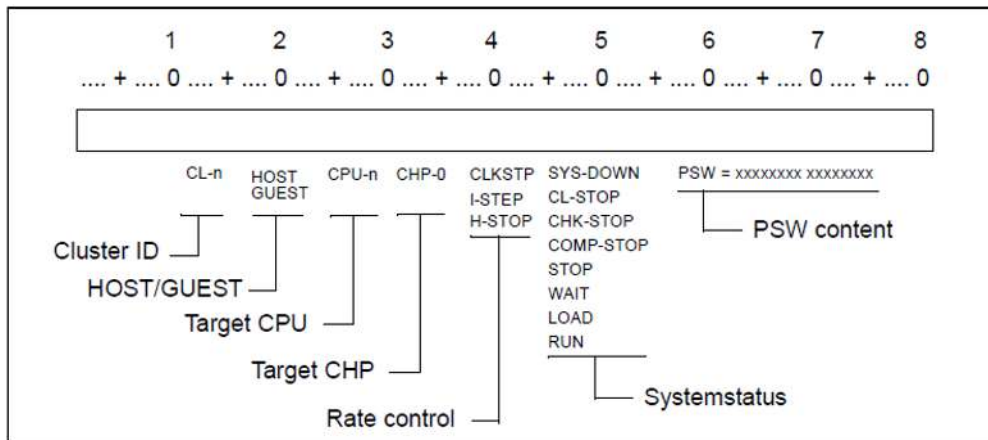 1 2 3 4 5 6 7 8
.... + .... 0 .... + .... 0 .... + .... 0 .... + .... 0 .... + .... 0 .... + .... 0 .... + .... 0 .... + .... 0
CL-n HOST CPU-n CHP-0 CLKSTP SYS-DOWN PSW = xxxxxxxx xxxxxxxx
GUEST I-STEP CL-STOP
H-STOP CHK-STOP PSW content
Cluster ID COMP-STOP
STOP
HOST/GUEST WAIT
Target CPU LOAD
RUN
Target CHP
Systemstatus
Rate control